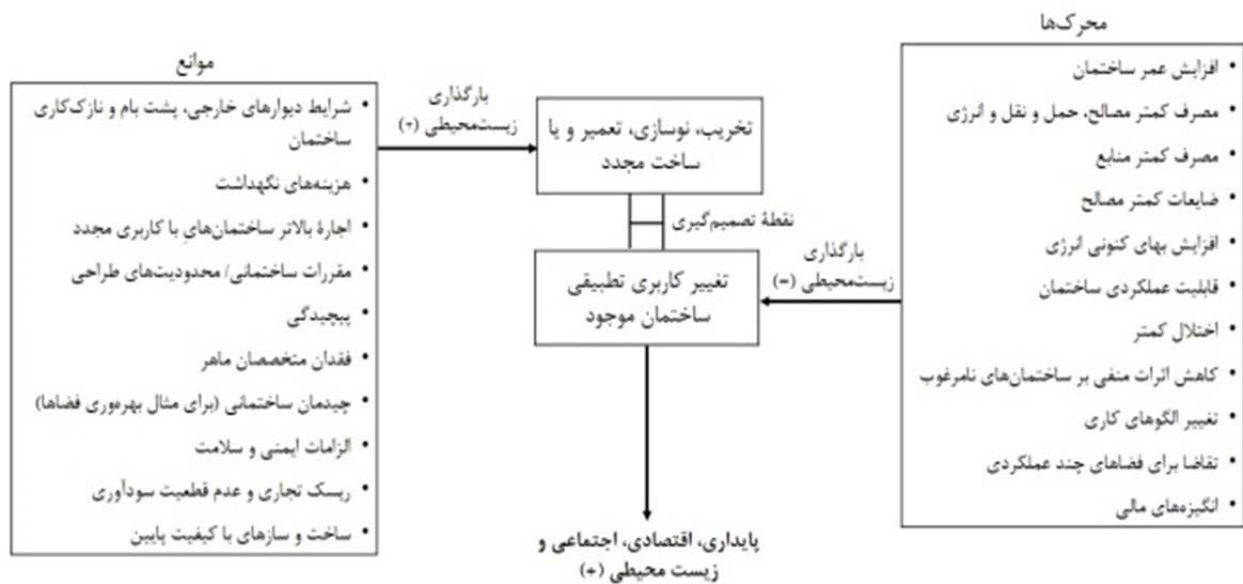 محرک‌ها
• افزایش عمر ساختمان
• مصرف کمتر مصالح، حمل و نقل و انرژی
• مصرف کمتر منابع
• ضایعات کمتر مصالح
• افزایش بهای کنونی انرژی
• قابلیت عملکردی ساختمان
• اختلال کمتر
• کاهش اثرات منفی بر ساختمان‌های نامرغوب
• تغییر الگوهای کاری
• تقاضا برای فضاهای چند عملکردی
• انگیزه‌های مالی
بارگذاری
زیست‌محیطی (−)
تخریب، نوسازی، تعمیر و یا
ساخت مجدد
نقطهٔ تصمیم‌گیری
تغییر کاربری تطبیقی
ساختمان موجود
پایداری، اقتصادی، اجتماعی و
زیست محیطی (+)
بارگذاری
زیست‌محیطی (+)
موانع
• شرایط دیوارهای خارجی، پشت بام و نازک‌کاری
ساختمان
• هزینه‌های نگهداشت
• اجارهٔ بالاتر ساختمان‌هایِ با کاربری مجدد
• مقررات ساختمانی/ محدودیت‌های طراحی
• پیچیدگی
• فقدان متخصصان ماهر
• چیدمان ساختمانی (برای مثال بهره‌وری فضاها)
• الزامات ایمنی و سلامت
• ریسک تجاری و عدم قطعیت سودآوری
• ساخت و سازهای با کیفیت پایین